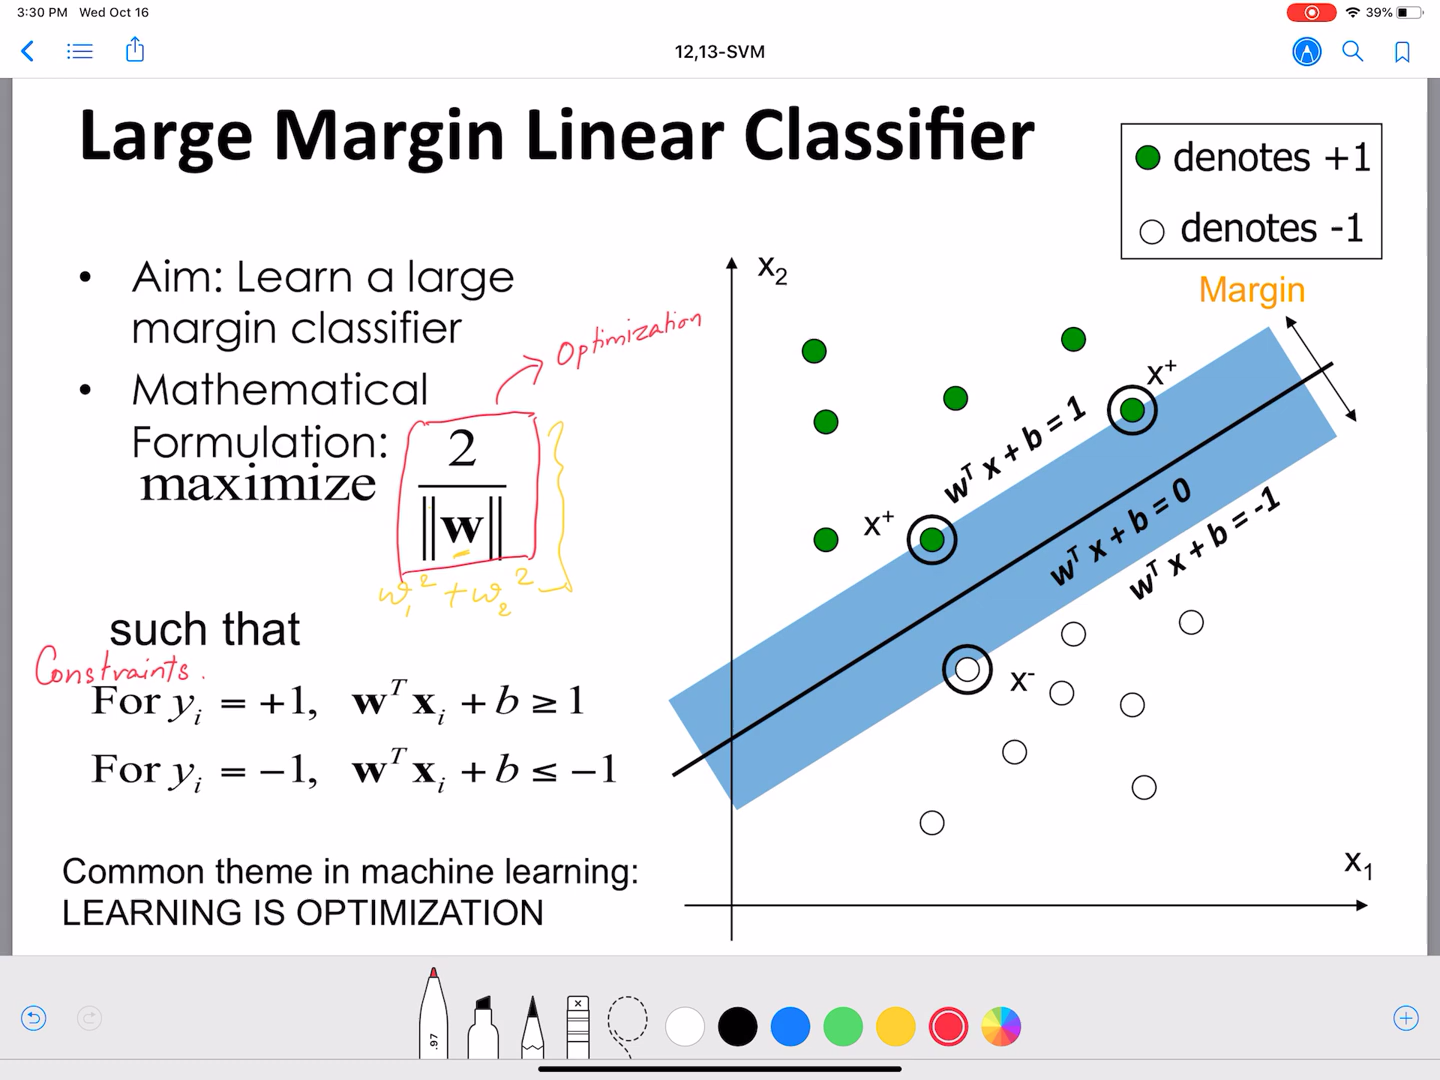 3:30 PM Wed Oct 16
39%
12,13-SVM
Large Margin Linear Classifier
denotes +1
denotes -1
• Aim: Learn a large
margin classifier
Optimization
• Mathematical
Formulation:
maximize
2
‖w‖
w₁² + w₂²
such that
Constraints.
For yᵢ = +1, wᵀxᵢ + b ≥ 1
For yᵢ = −1, wᵀxᵢ + b ≤ −1
Common theme in machine learning:
LEARNING IS OPTIMIZATION
x₂
Margin
x⁺
wᵀ x + b = 1
x⁺
wᵀ x + b = 0
wᵀ x + b = -1
x⁻
x₁
.97